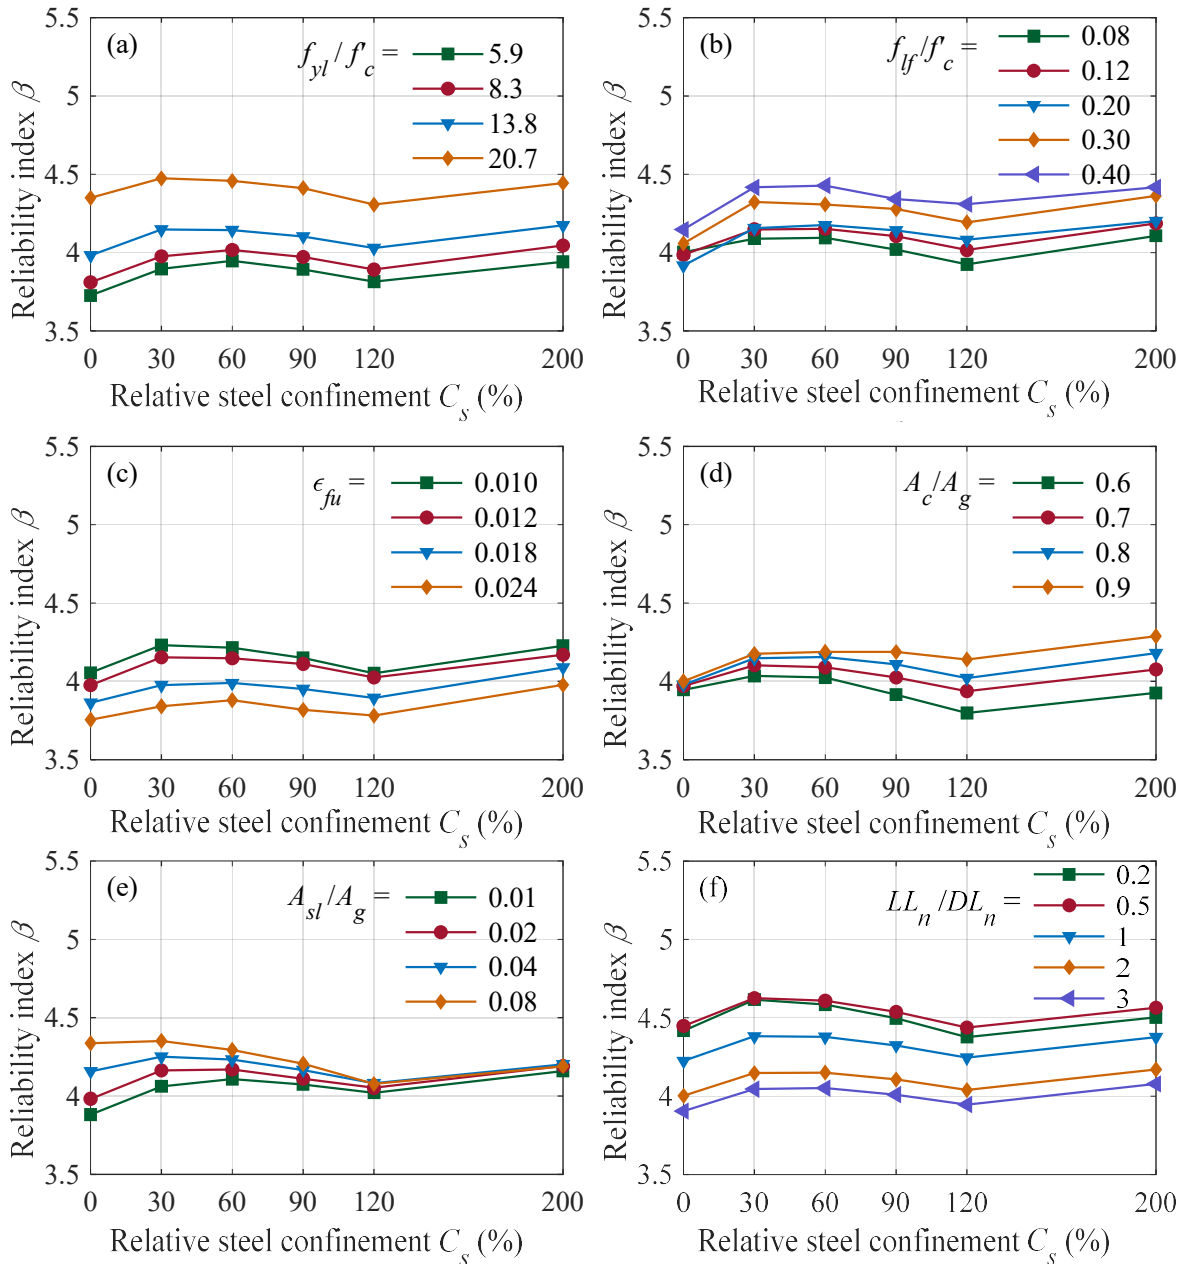 (a)
f_yl / f'_c =
5.9
8.3
13.8
20.7
5.5
5
4.5
4
3.5
Reliability index β
0 30 60 90 120 200
Relative steel confinement C_s (%)
(b)
f_lf / f'_c =
0.08
0.12
0.20
0.30
0.40
5.5
5
4.5
4
3.5
Reliability index β
0 30 60 90 120 200
Relative steel confinement C_s (%)
(c)
ϵ_fu =
0.010
0.012
0.018
0.024
5.5
5
4.5
4
3.5
Reliability index β
0 30 60 90 120 200
Relative steel confinement C_s (%)
(d)
A_c / A_g =
0.6
0.7
0.8
0.9
5.5
5
4.5
4
3.5
Reliability index β
0 30 60 90 120 200
Relative steel confinement C_s (%)
(e)
A_sl / A_g =
0.01
0.02
0.04
0.08
5.5
5
4.5
4
3.5
Reliability index β
0 30 60 90 120 200
Relative steel confinement C_s (%)
(f)
LL_n / DL_n =
0.2
0.5
1
2
3
5.5
5
4.5
4
3.5
Reliability index β
0 30 60 90 120 200
Relative steel confinement C_s (%)